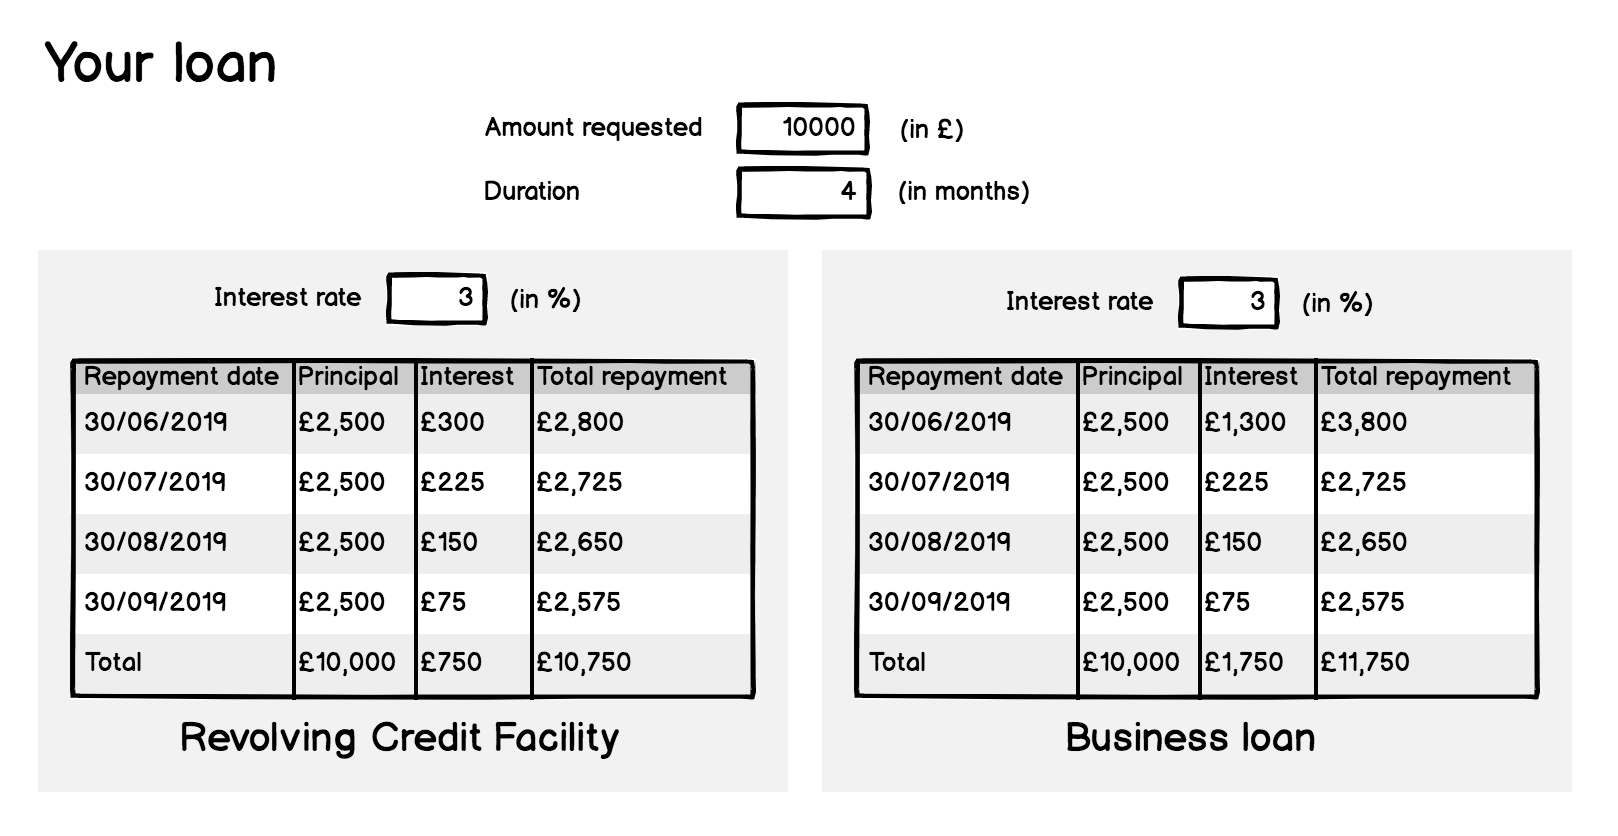 Your loan
Amount requested 10000 (in £)
Duration 4 (in months)
Interest rate 3 (in %)
Repayment date Principal Interest Total repayment
30/06/2019 £2,500 £300 £2,800
30/07/2019 £2,500 £225 £2,725
30/08/2019 £2,500 £150 £2,650
30/09/2019 £2,500 £75 £2,575
Total £10,000 £750 £10,750
Revolving Credit Facility
Interest rate 3 (in %)
Repayment date Principal Interest Total repayment
30/06/2019 £2,500 £1,300 £3,800
30/07/2019 £2,500 £225 £2,725
30/08/2019 £2,500 £150 £2,650
30/09/2019 £2,500 £75 £2,575
Total £10,000 £1,750 £11,750
Business loan